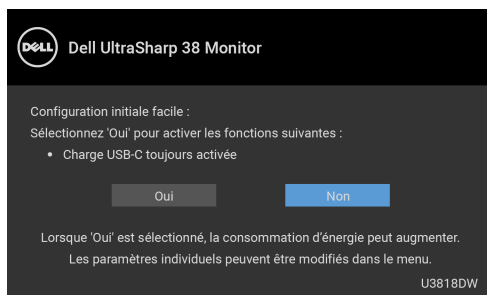 DELL Dell UltraSharp 38 Monitor
Configuration initiale facile :
Sélectionnez 'Oui' pour activer les fonctions suivantes :
• Charge USB-C toujours activée
Oui Non
Lorsque 'Oui' est sélectionné, la consommation d'énergie peut augmenter.
Les paramètres individuels peuvent être modifiés dans le menu.
U3818DW